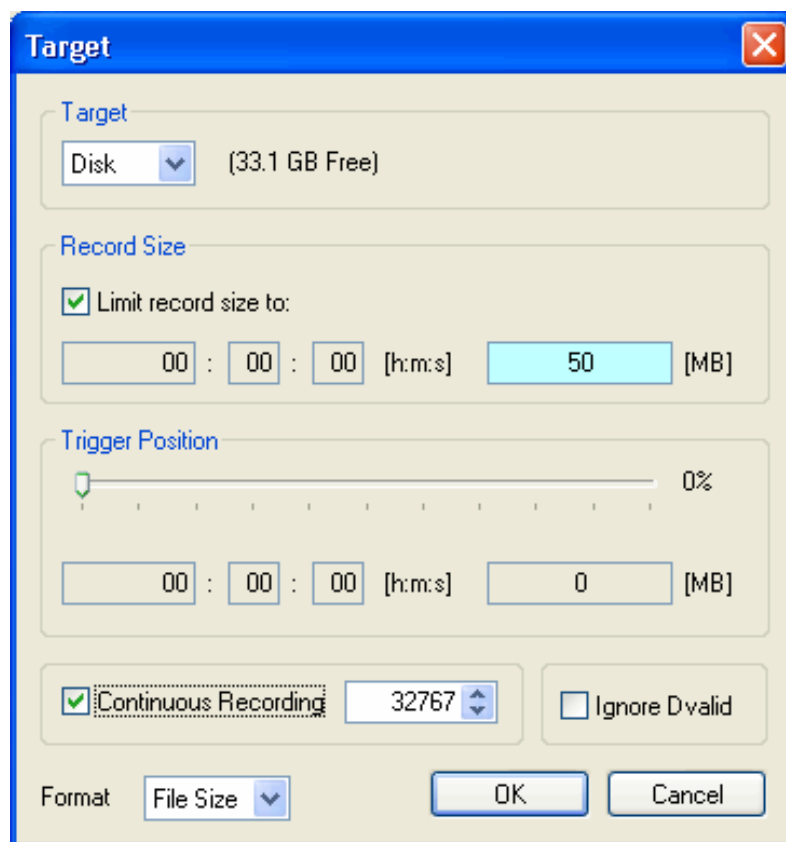 Target
Target
Disk (33.1 GB Free)
Record Size
Limit record size to:
00 : 00 : 00 [h:m:s] 50 [MB]
Trigger Position
0%
00 : 00 : 00 [h:m:s] 0 [MB]
Continuous Recording 32767 Ignore Dvalid
Format File Size OK Cancel